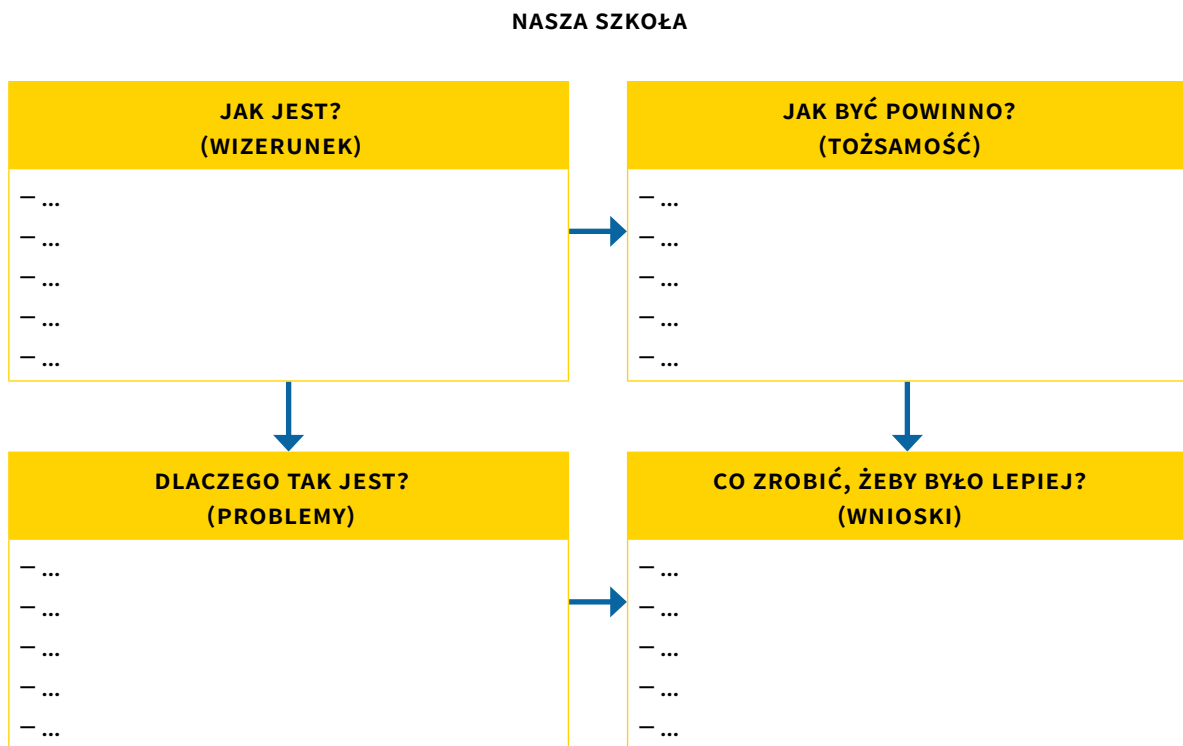 NASZA SZKOŁA
JAK JEST?
(WIZERUNEK)
– ...
– ...
– ...
– ...
– ...
JAK BYĆ POWINNO?
(TOŻSAMOŚĆ)
– ...
– ...
– ...
– ...
– ...
DLACZEGO TAK JEST?
(PROBLEMY)
– ...
– ...
– ...
– ...
– ...
CO ZROBIĆ, ŻEBY BYŁO LEPIEJ?
(WNIOSKI)
– ...
– ...
– ...
– ...
– ...